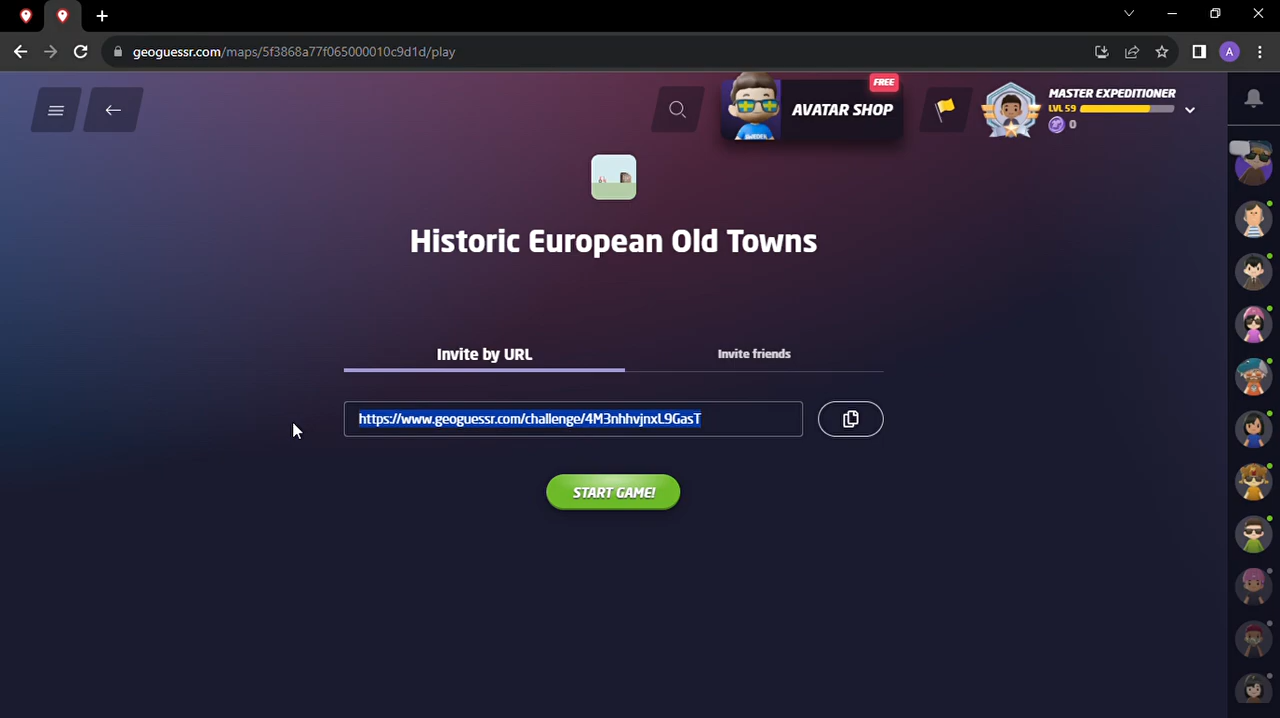 geoguessr.com/maps/5f3868a77f065000010c9d1d/play
A
FREE
AVATAR SHOP
MASTER EXPEDITIONER
LVL 59
0
Historic European Old Towns
Invite by URL
Invite friends
https://www.geoguessr.com/challenge/4M3nhhvjnxL9GasT
START GAME!